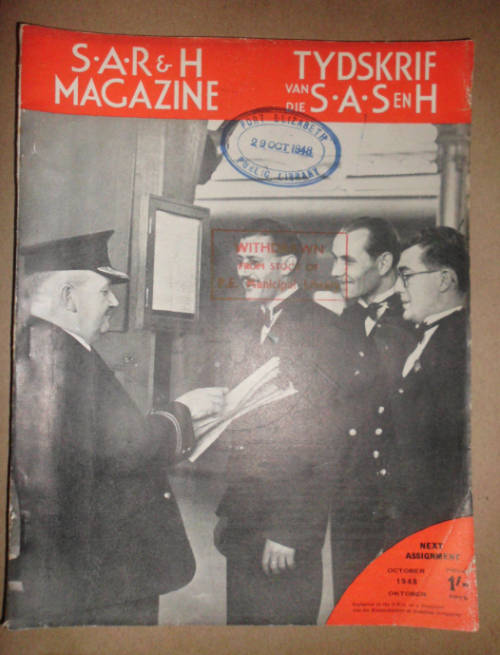 S·A·R & H
MAGAZINE
TYDSKRIF
VAN DIE S·A·S EN H
PORT ELIZABETH
29 OCT 1948
PUBLIC LIBRARY
WITHDRAWN
FROM STOCK OF
P.E. Municipal
NEXT
ASSIGNMENT
OCTOBER
1948
OKTOBER
1/-